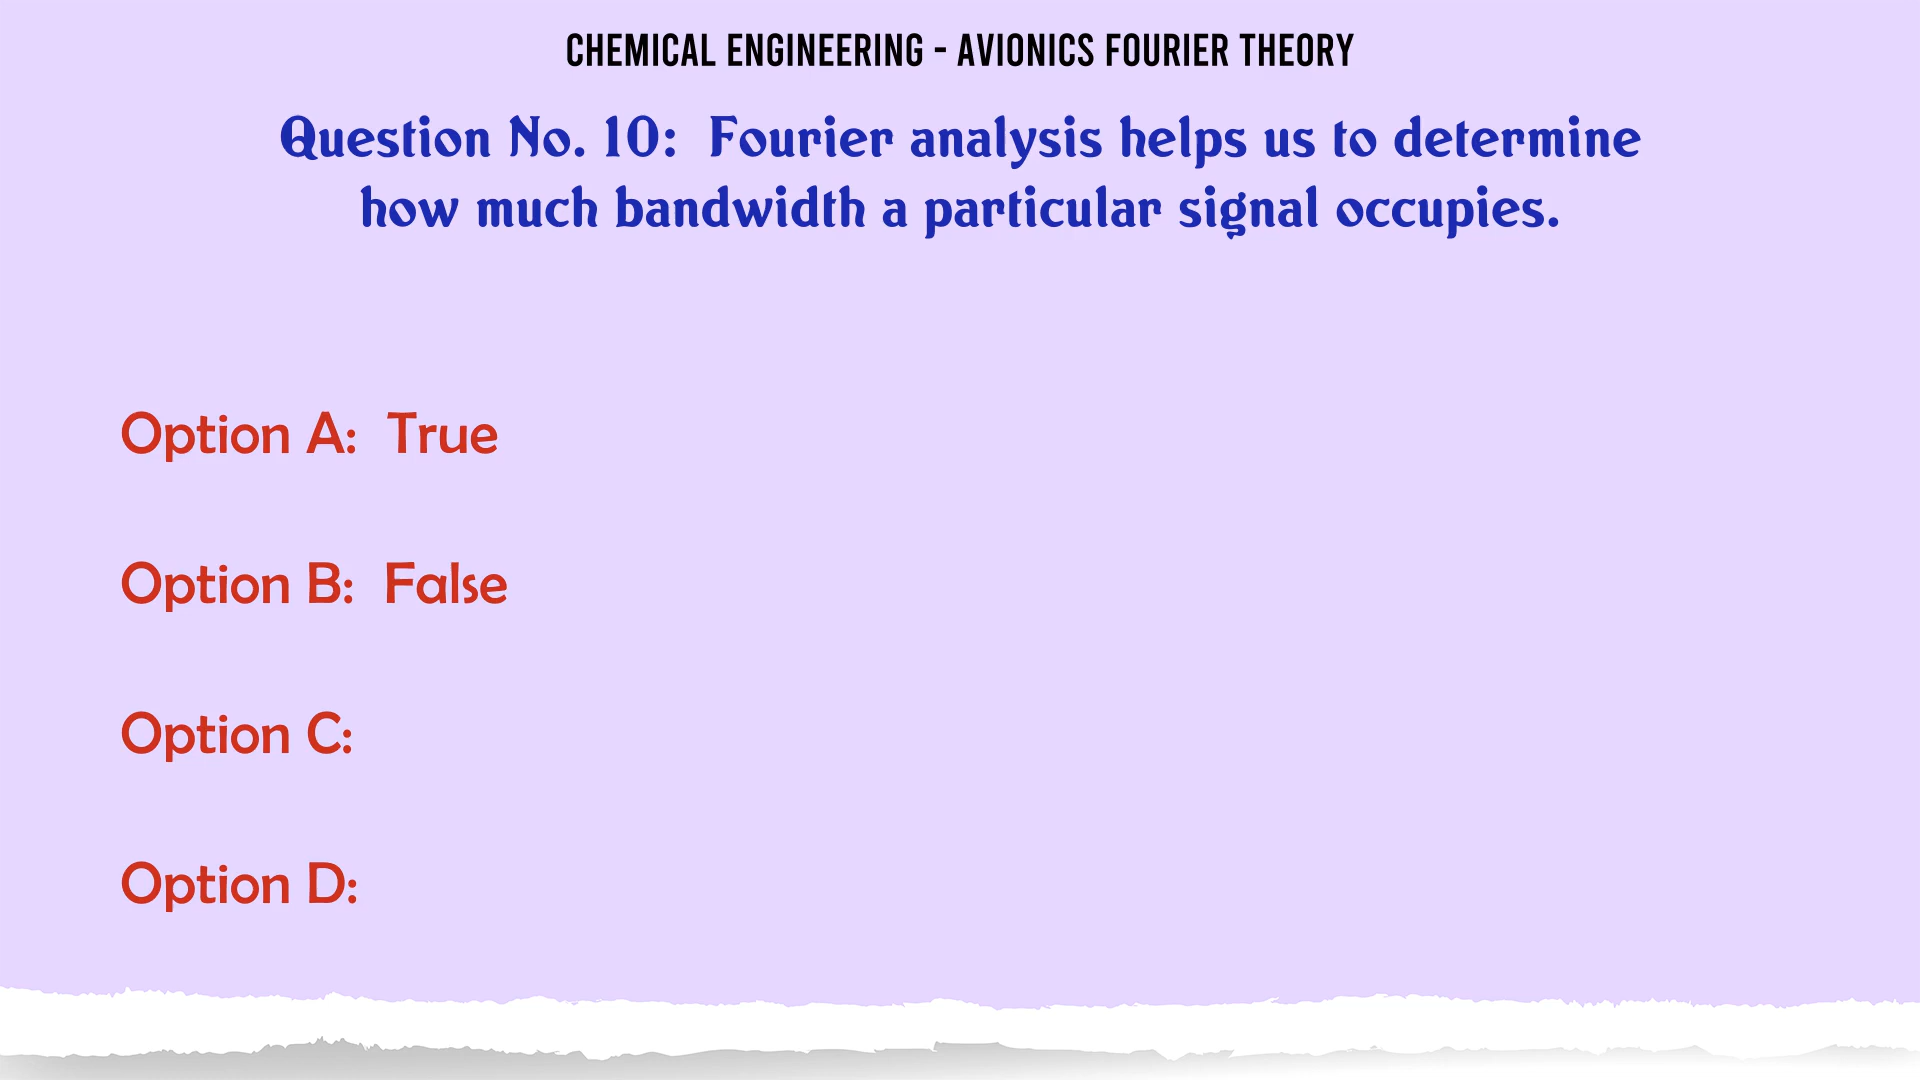 CHEMICAL ENGINEERING - AVIONICS FOURIER THEORY
Question No. 10: Fourier analysis helps us to determine
how much bandwidth a particular signal occupies.
Option A: True
Option B: False
Option C:
Option D: